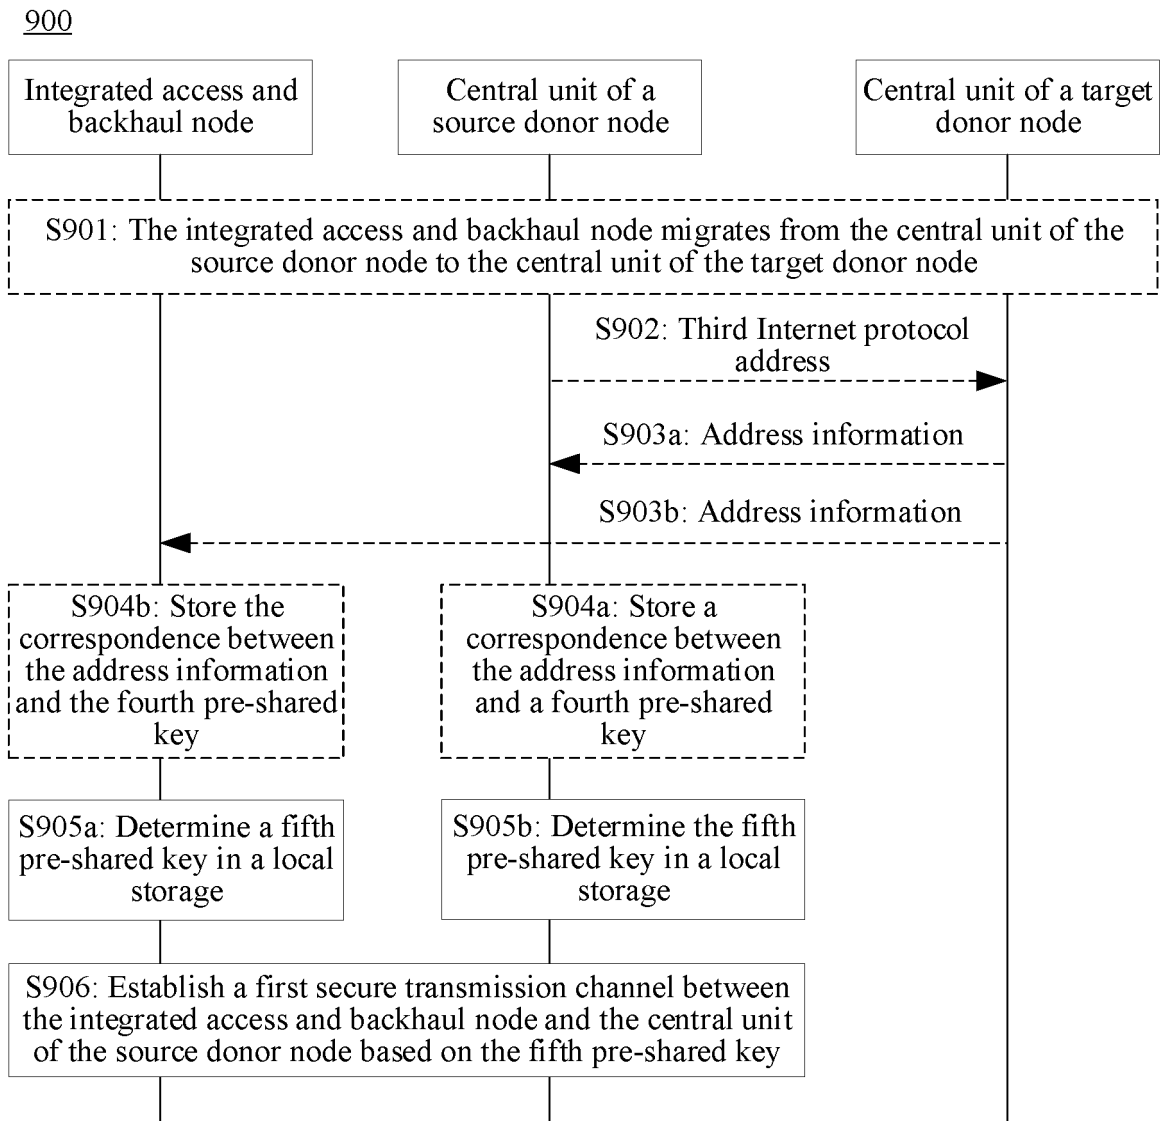 900
Integrated access and
backhaul node
Central unit of a
source donor node
Central unit of a target
donor node
S901: The integrated access and backhaul node migrates from the central unit of the
source donor node to the central unit of the target donor node
S902: Third Internet protocol
address
S903a: Address information
S903b: Address information
S904b: Store the
correspondence between
the address information
and the fourth pre-shared
key
S904a: Store a
correspondence between
the address information
and a fourth pre-shared
key
S905a: Determine a fifth
pre-shared key in a local
storage
S905b: Determine the fifth
pre-shared key in a local
storage
S906: Establish a first secure transmission channel between
the integrated access and backhaul node and the central unit
of the source donor node based on the fifth pre-shared key